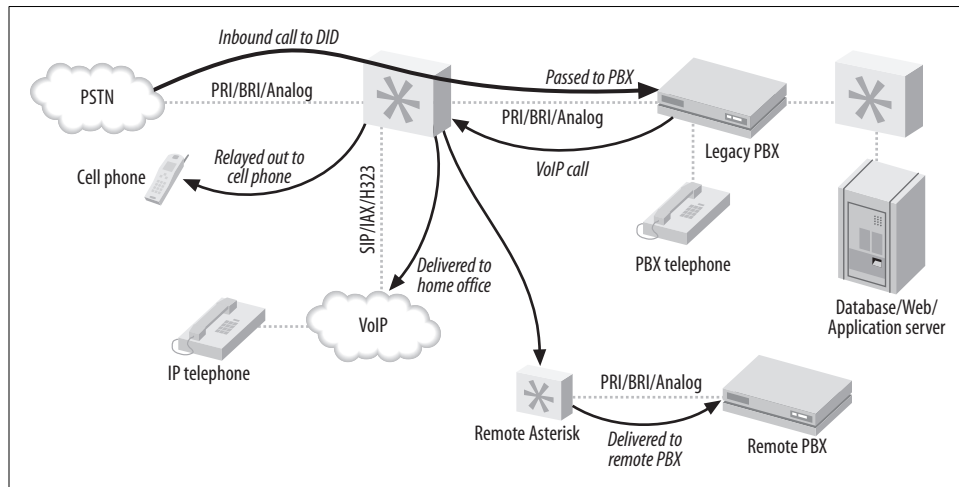 Inbound call to DID
PSTN
PRI/BRI/Analog
Passed to PBX
PRI/BRI/Analog
Legacy PBX
VoIP call
Cell phone
Relayed out to
cell phone
SIP/IAX/H323
PBX telephone
Delivered to
home office
Database/Web/
Application server
VoIP
IP telephone
PRI/BRI/Analog
Remote Asterisk
Delivered to
remote PBX
Remote PBX